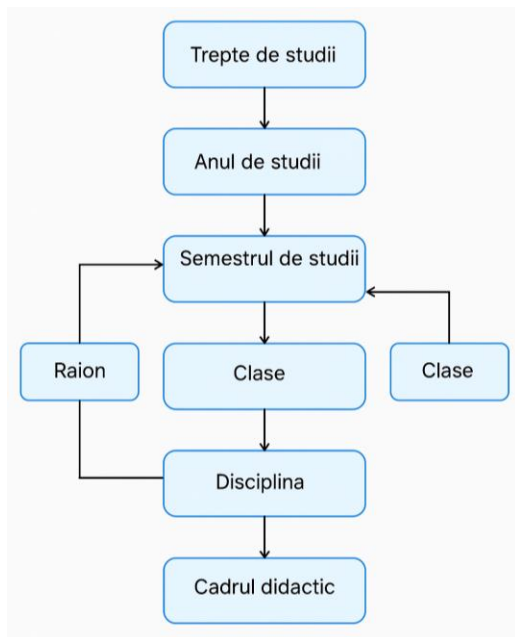 Trepte de studii
Anul de studii
Semestrul de studii
Raion
Clase
Clase
Disciplina
Cadrul didactic